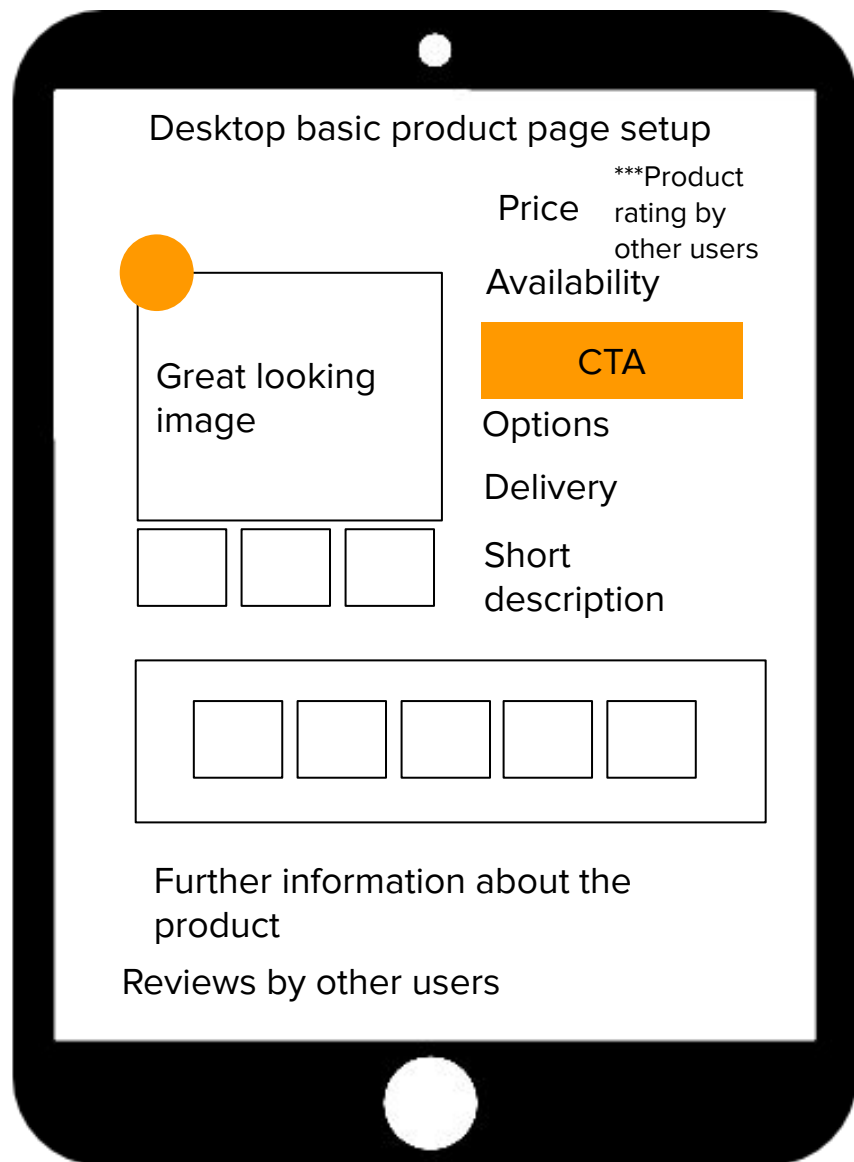 Desktop basic product page setup
Price
***Product
rating by
other users
Availability
Great looking
image
CTA
Options
Delivery
Short
description
Further information about the
product
Reviews by other users